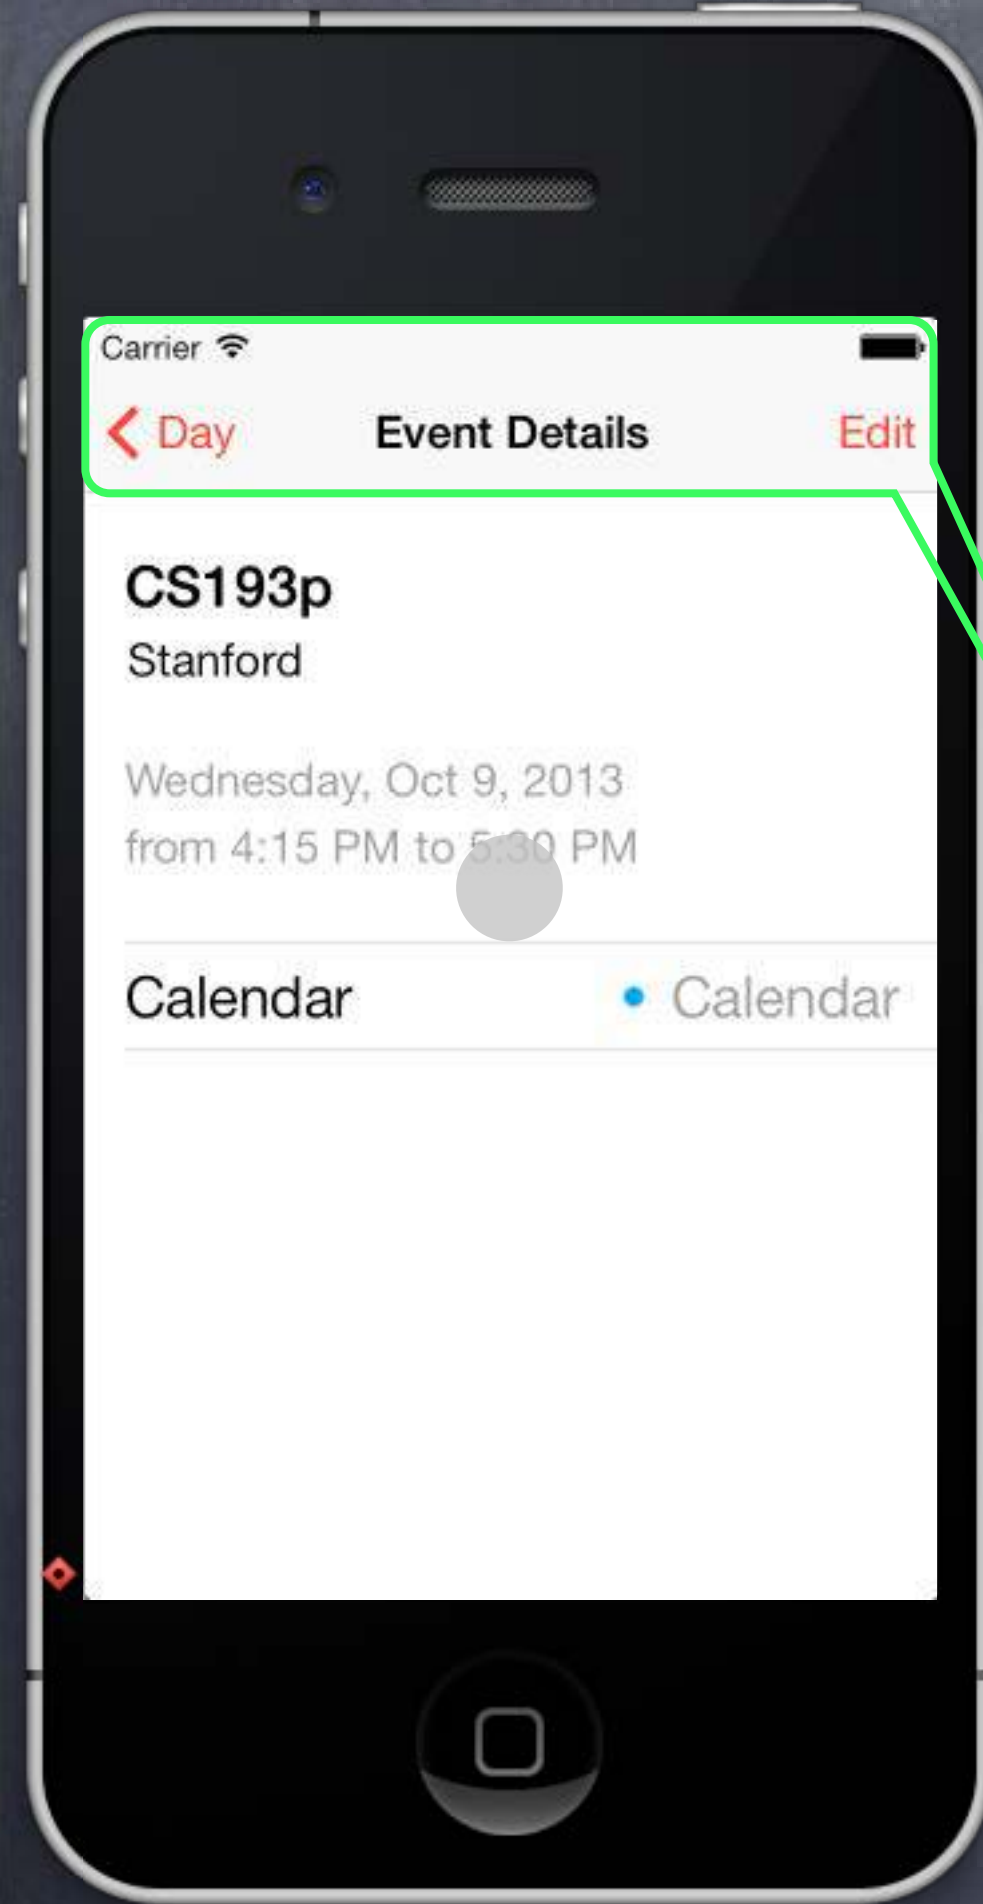 Carrier
Day Event Details Edit
CS193p
Stanford
Wednesday, Oct 9, 2013
from 4:15 PM to 5:30 PM
Calendar • Calendar